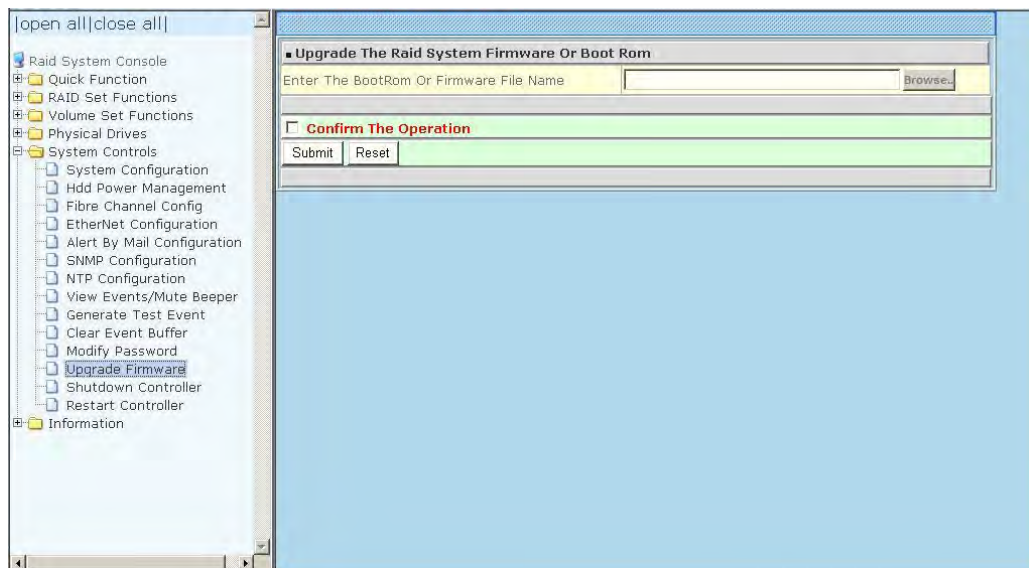 |open all|close all|
Raid System Console
Quick Function
RAID Set Functions
Volume Set Functions
Physical Drives
System Controls
System Configuration
Hdd Power Management
Fibre Channel Config
EtherNet Configuration
Alert By Mail Configuration
SNMP Configuration
NTP Configuration
View Events/Mute Beeper
Generate Test Event
Clear Event Buffer
Modify Password
Upgrade Firmware
Shutdown Controller
Restart Controller
Information
Upgrade The Raid System Firmware Or Boot Rom
Enter The BootRom Or Firmware File Name Browse..
Confirm The Operation
Submit Reset